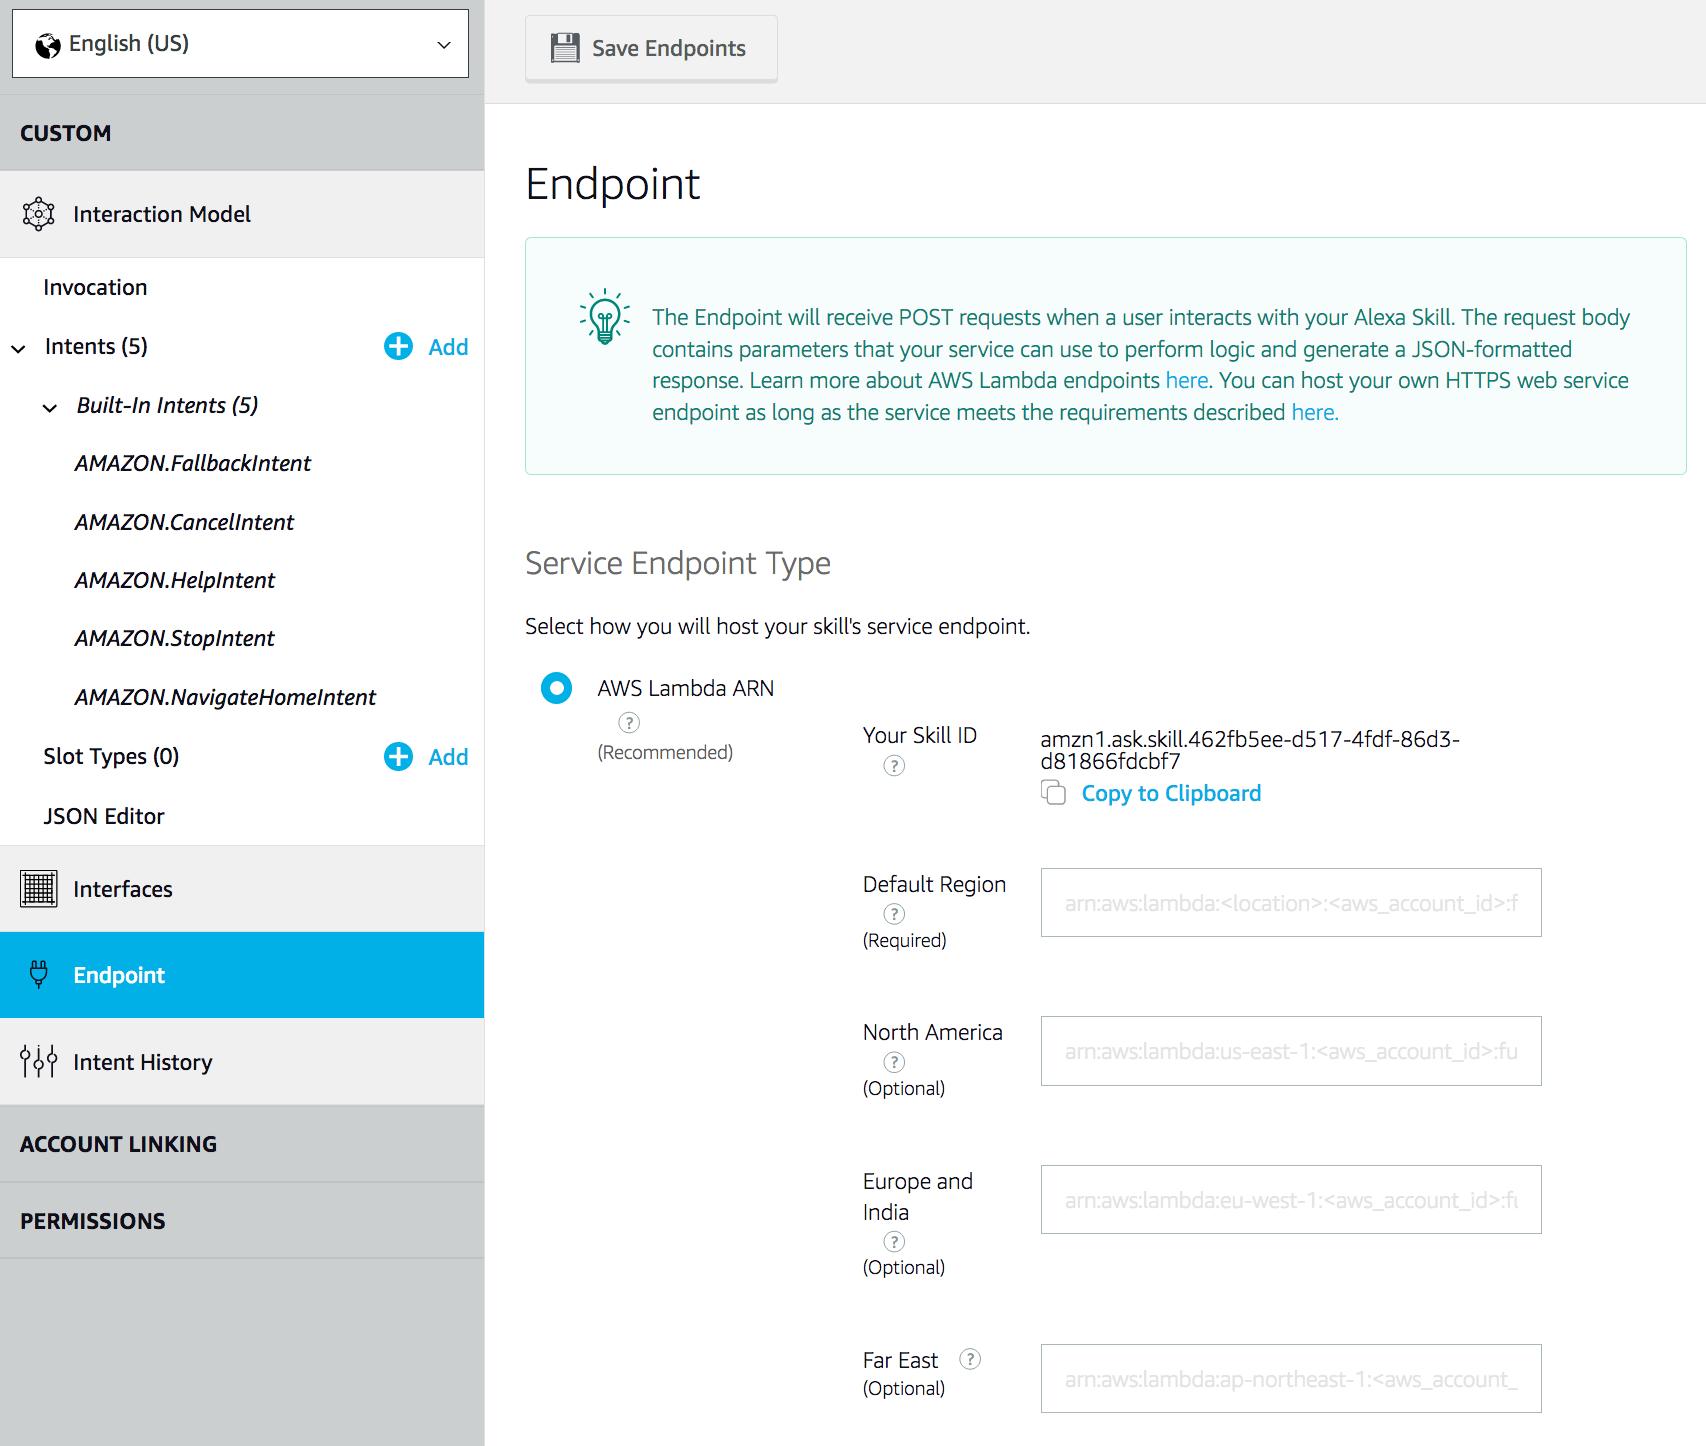 English (US)
CUSTOM
Interaction Model
Invocation
Intents (5)
Add
Built-In Intents (5)
AMAZON.FallbackIntent
AMAZON.CancelIntent
AMAZON.HelpIntent
AMAZON.StopIntent
AMAZON.NavigateHomeIntent
Slot Types (0)
Add
JSON Editor
Interfaces
Endpoint
Intent History
ACCOUNT LINKING
PERMISSIONS
Save Endpoints
Endpoint
The Endpoint will receive POST requests when a user interacts with your Alexa Skill. The request body
contains parameters that your service can use to perform logic and generate a JSON-formatted
response. Learn more about AWS Lambda endpoints here. You can host your own HTTPS web service
endpoint as long as the service meets the requirements described here.
Service Endpoint Type
Select how you will host your skill's service endpoint.
AWS Lambda ARN
?
(Recommended)
Your Skill ID
?
amzn1.ask.skill.462fb5ee-d517-4fdf-86d3-
d81866fdcbf7
Copy to Clipboard
Default Region
?
(Required)
arn:aws:lambda:<location>:<aws_account_id>:f
North America
?
(Optional)
arn:aws:lambda:us-east-1:<aws_account_id>:fu
Europe and
India
?
(Optional)
arn:aws:lambda:eu-west-1:<aws_account_id>:fu
Far East ?
(Optional)
arn:aws:lambda:ap-northeast-1:<aws_account_